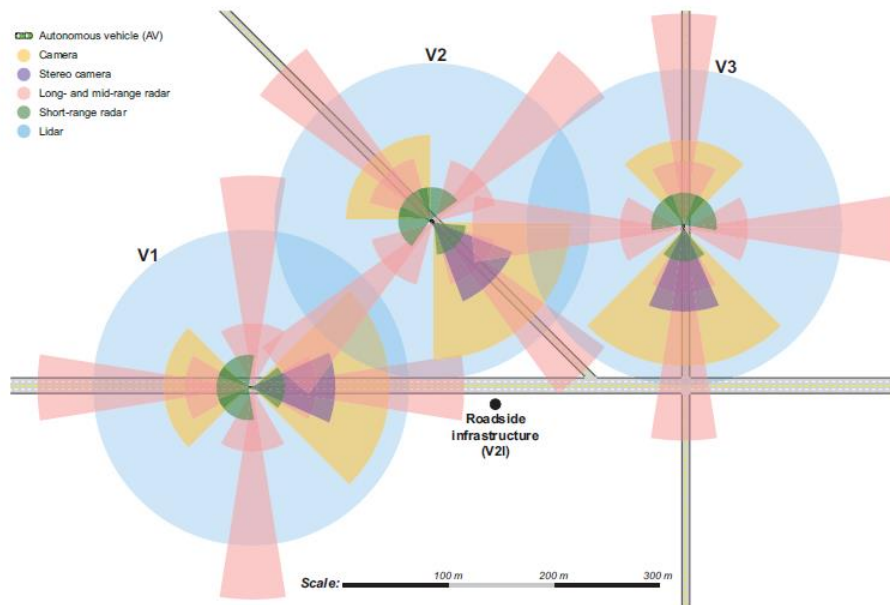 Autonomous vehicle (AV)
Camera
Stereo camera
Long- and mid-range radar
Short-range radar
Lidar
V2
V3
V1
Roadside
infrastructure
(V2I)
Scale:
100 m
200 m
300 m